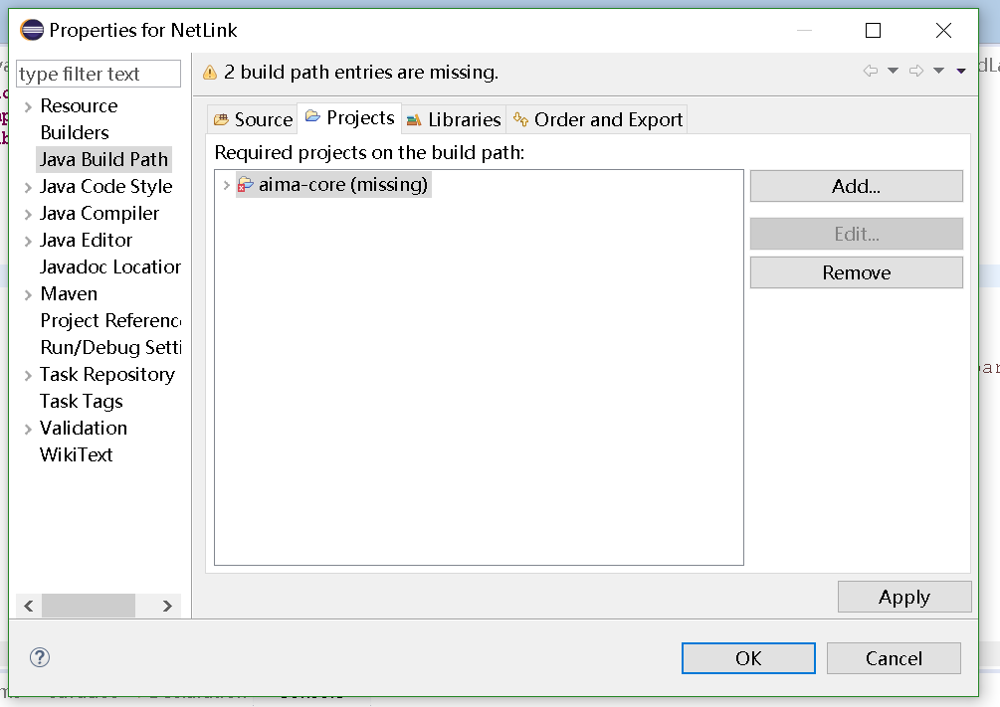 Properties for NetLink
type filter text
2 build path entries are missing.
Resource
Builders
Java Build Path
Java Code Style
Java Compiler
Java Editor
Javadoc Location
Maven
Project Referenc
Run/Debug Setti
Task Repository
Task Tags
Validation
WikiText
Source
Projects
Libraries
Order and Export
Required projects on the build path:
aima-core (missing)
Add...
Edit...
Remove
Apply
?
OK
Cancel